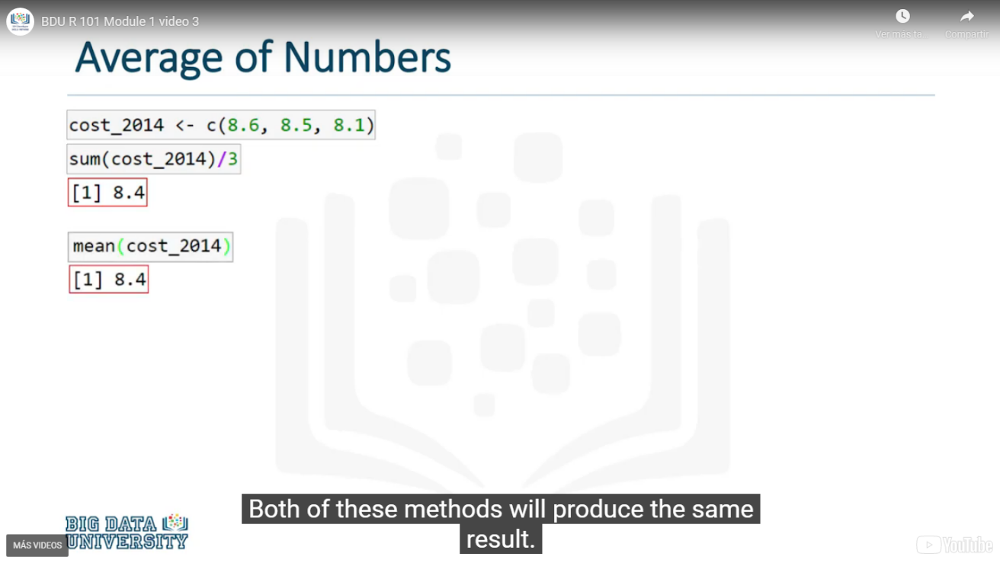 BDU R 101 Module 1 video 3
Ver más ta...
Compartir
Average of Numbers
cost_2014 <- c(8.6, 8.5, 8.1)
sum(cost_2014)/3
[1] 8.4
mean(cost_2014)
[1] 8.4
Both of these methods will produce the same
result.
BIG DATA
UNIVERSITY
MÁS VIDEOS
YouTube